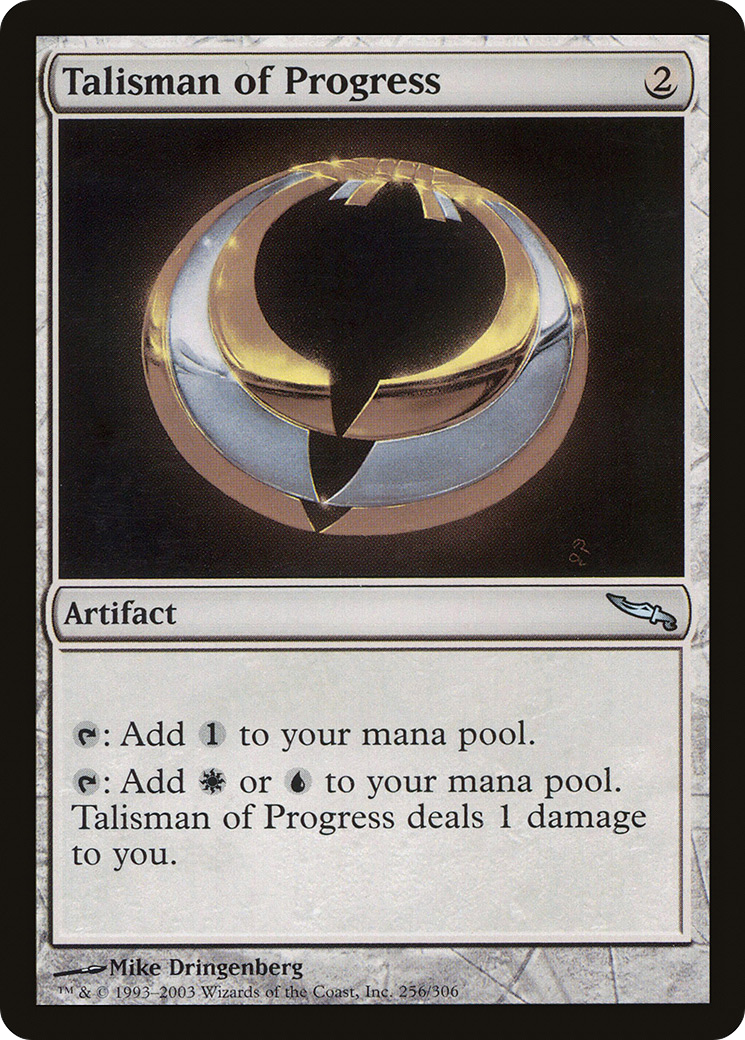 Talisman of Progress 2
Artifact
: Add 1 to your mana pool.
: Add or to your mana pool.
Talisman of Progress deals 1 damage
to you.
Mike Dringenberg
™ & © 1993–2003 Wizards of the Coast, Inc. 256/306